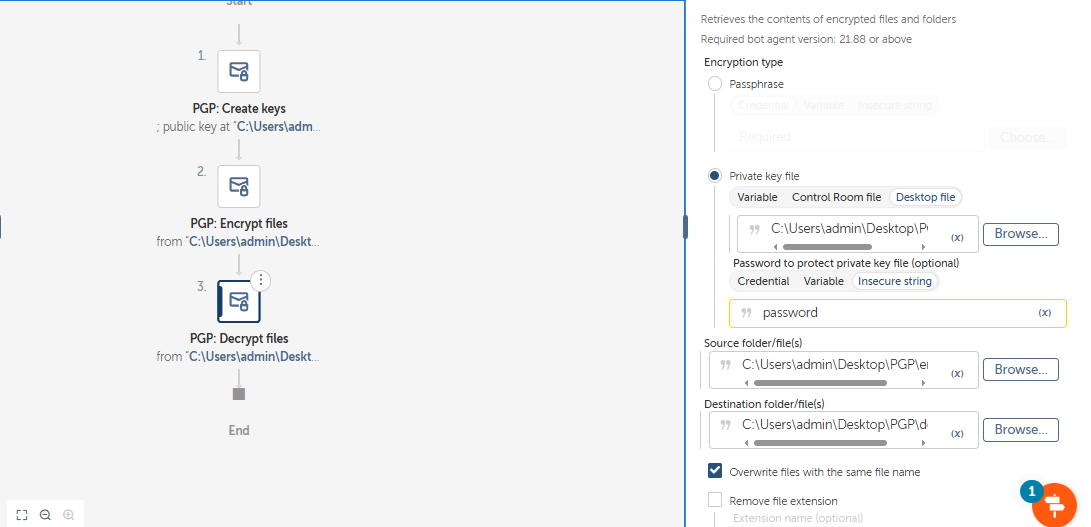 Start
1.
PGP: Create keys
; public key at "C:\Users\adm...
2.
PGP: Encrypt files
from "C:\Users\admin\Deskt...
3.
PGP: Decrypt files
from "C:\Users\admin\Deskt...
End
Retrieves the contents of encrypted files and folders
Required bot agent version: 21.88 or above
Encryption type
Passphrase
Credential Variable Insecure string
Required Choose...
Private key file
Variable Control Room file Desktop file
C:\Users\admin\Desktop\P (x) Browse...
Password to protect private key file (optional)
Credential Variable Insecure string
password (x)
Source folder/file(s)
C:\Users\admin\Desktop\PGP\e (x) Browse...
Destination folder/file(s)
C:\Users\admin\Desktop\PGP\d (x) Browse...
Overwrite files with the same file name
1
Remove file extension
Extension name (optional)